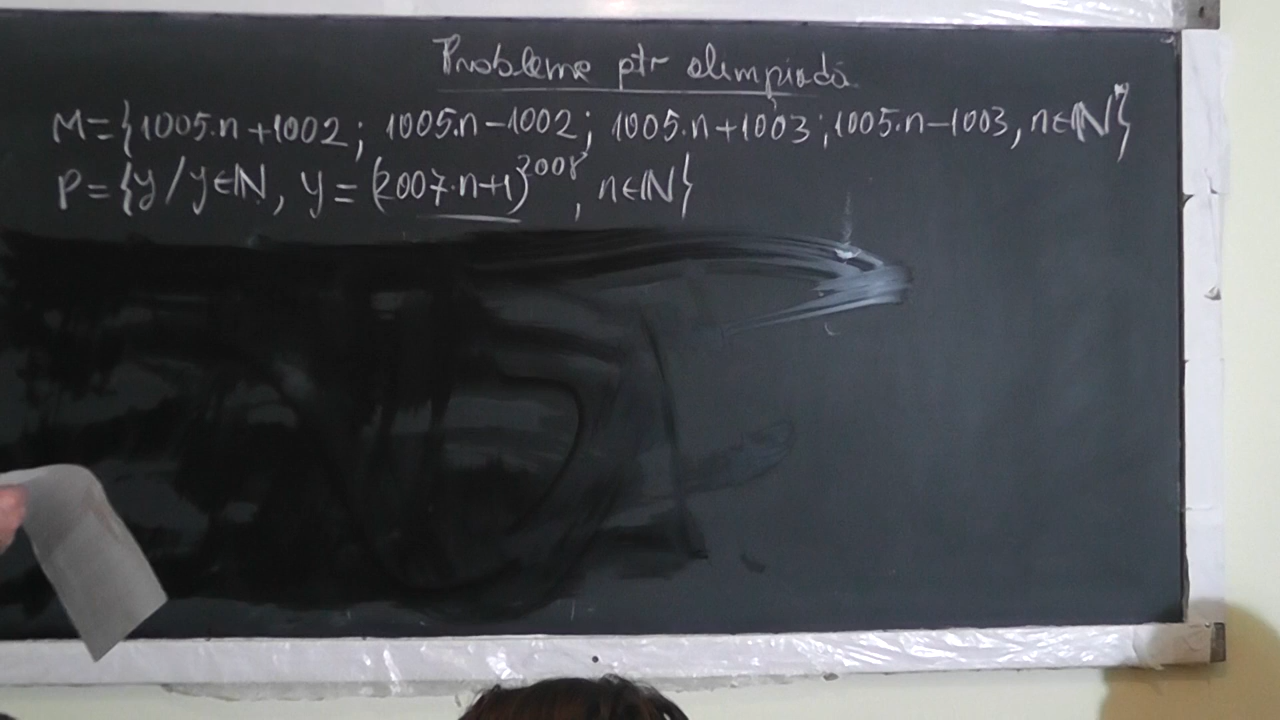 Probleme ptr olimpiadă
M={1005·n+1002; 1005·n-1002; 1005·n+1003; 1005·n-1003, n∈ℕ*}
P={y/y∈ℕ, y=(2007·n+1)²⁰⁰⁸, n∈ℕ}